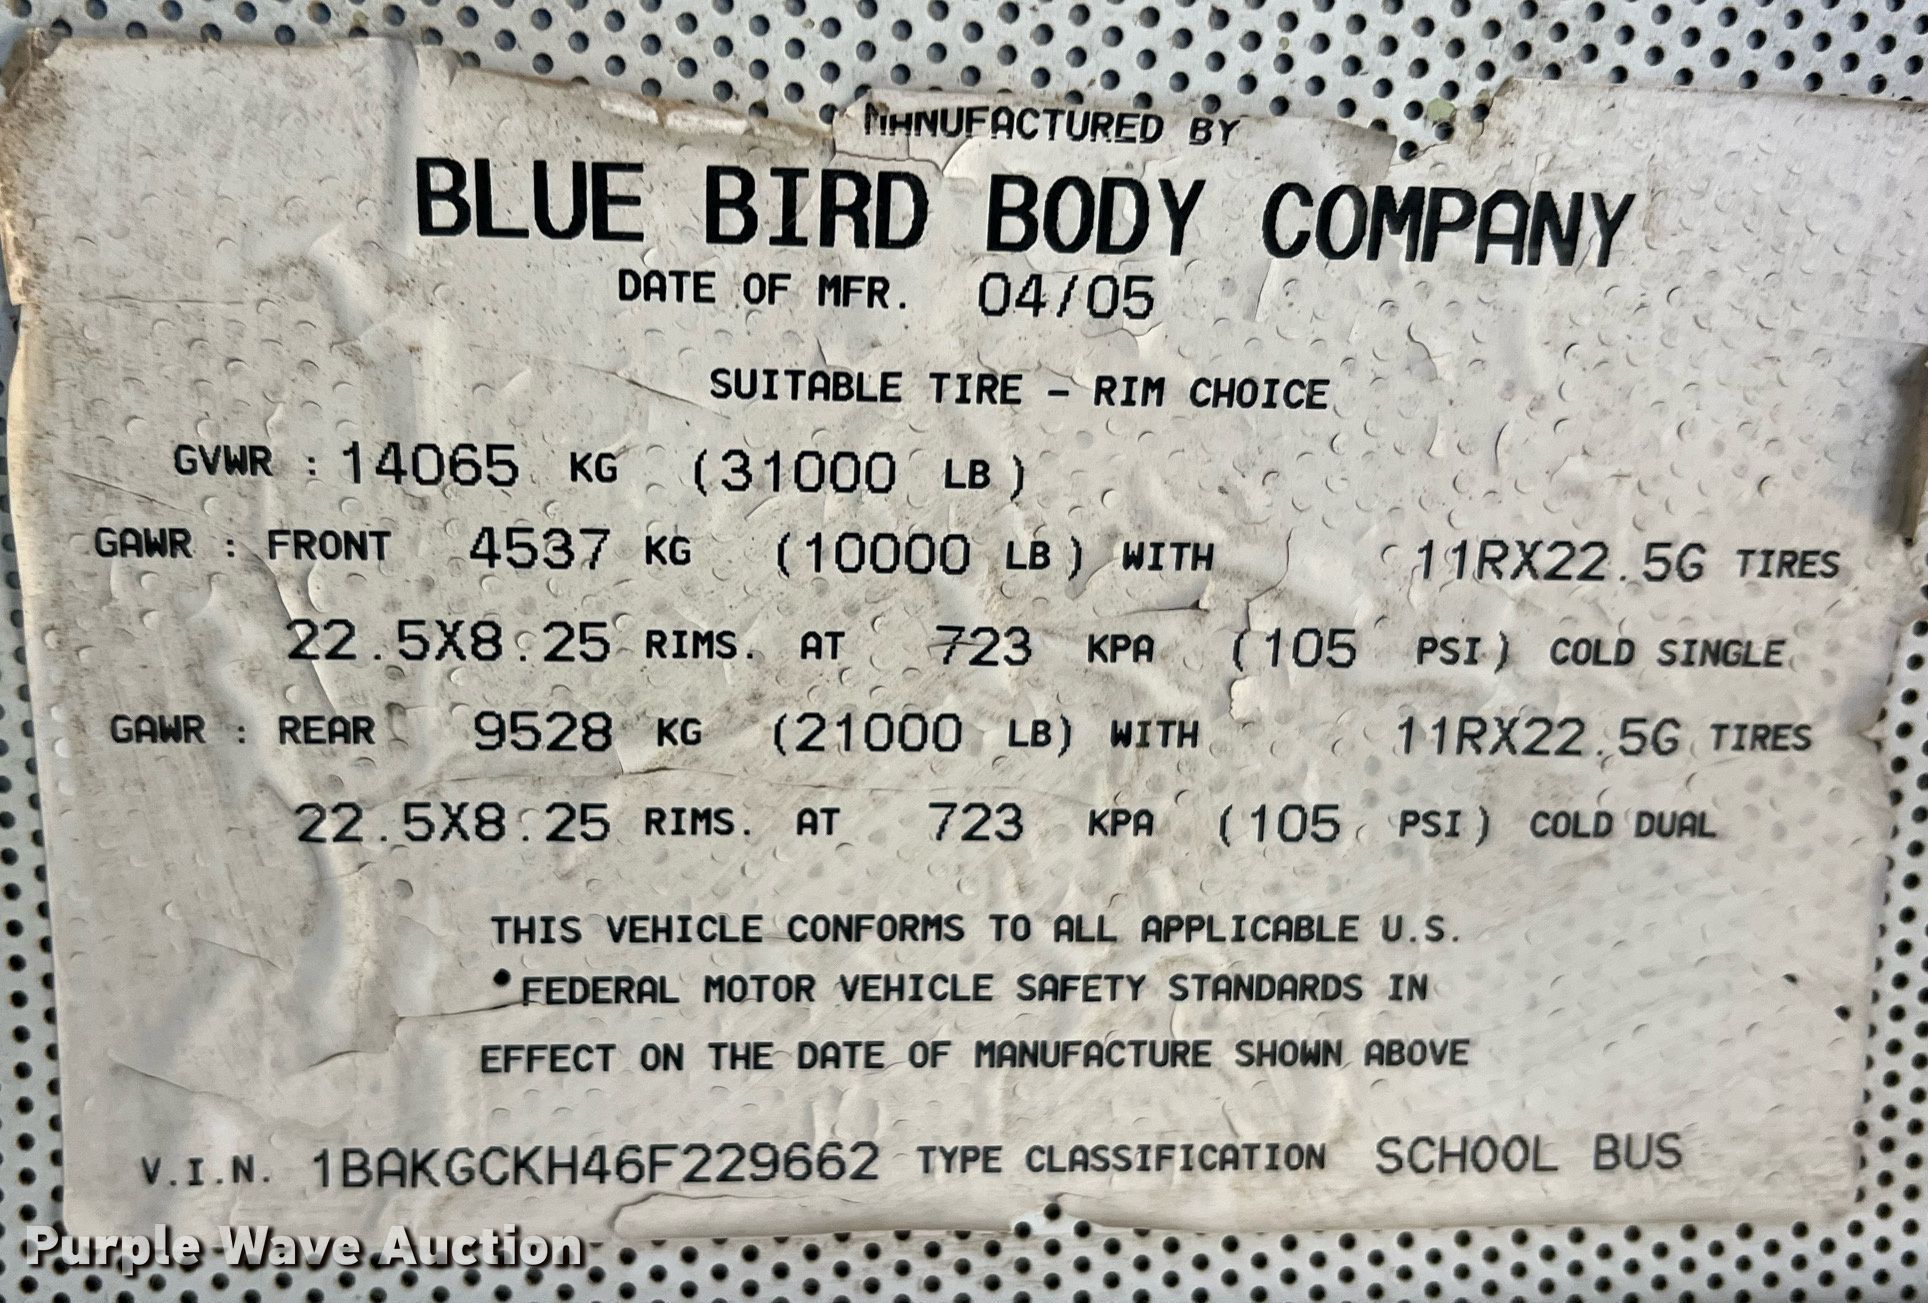 MANUFACTURED BY
BLUE BIRD BODY COMPANY
DATE OF MFR. 04/05
SUITABLE TIRE - RIM CHOICE
GVWR : 14065 KG (31000 LB)
GAWR : FRONT 4537 KG (10000 LB) WITH 11RX22.5G TIRES
22.5X8.25 RIMS. AT 723 KPA (105 PSI) COLD SINGLE
GAWR : REAR 9528 KG (21000 LB) WITH 11RX22.5G TIRES
22.5X8.25 RIMS. AT 723 KPA (105 PSI) COLD DUAL
THIS VEHICLE CONFORMS TO ALL APPLICABLE U.S.
FEDERAL MOTOR VEHICLE SAFETY STANDARDS IN
EFFECT ON THE DATE OF MANUFACTURE SHOWN ABOVE
V.I.N. 1BAKGCKH46F229662 TYPE CLASSIFICATION SCHOOL BUS
Purple Wave Auction